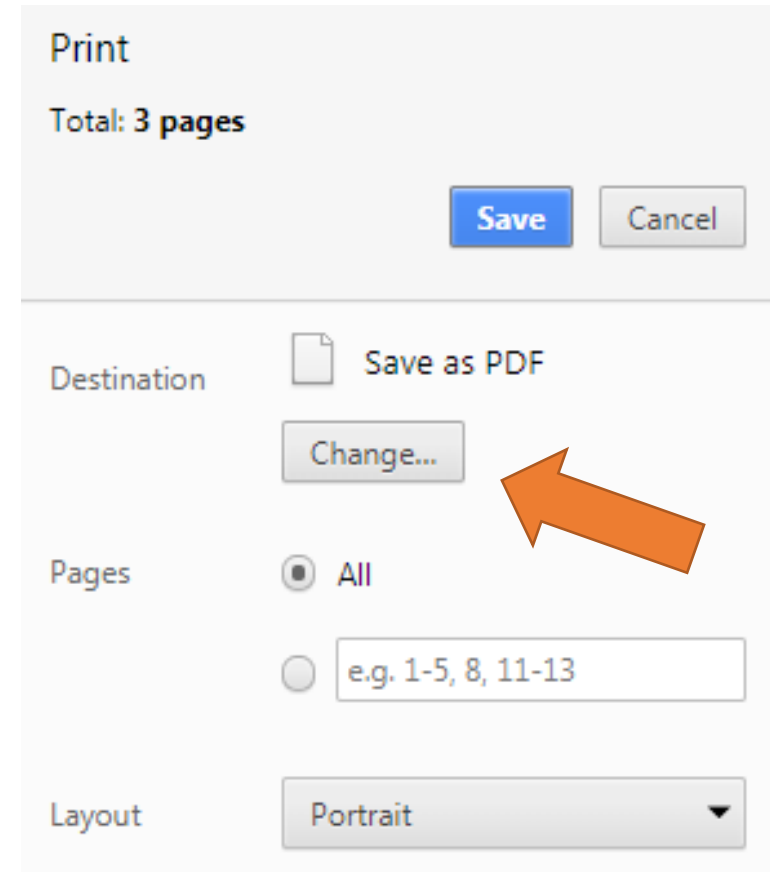 Print
Total: 3 pages
Save Cancel
Destination Save as PDF
Change...
Pages All
e.g. 1-5, 8, 11-13
Layout Portrait